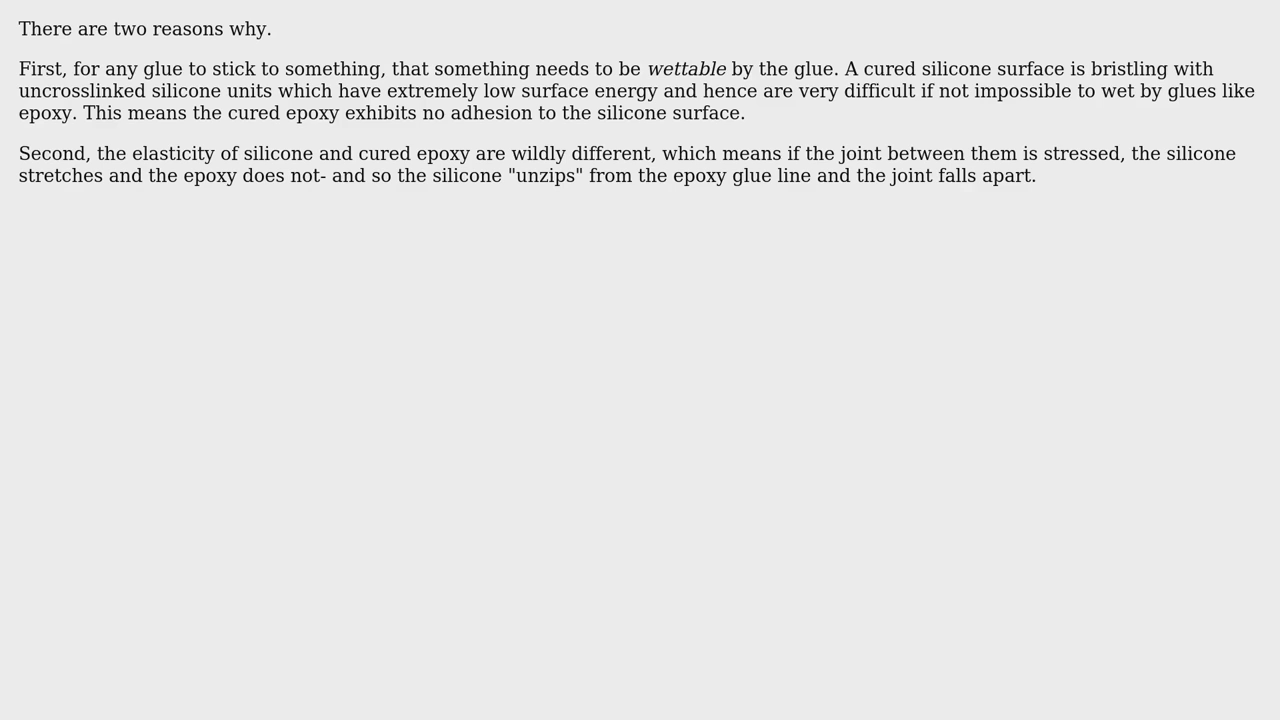 There are two reasons why.
First, for any glue to stick to something, that something needs to be wettable by the glue. A cured silicone surface is bristling with
uncrosslinked silicone units which have extremely low surface energy and hence are very difficult if not impossible to wet by glues like
epoxy. This means the cured epoxy exhibits no adhesion to the silicone surface.
Second, the elasticity of silicone and cured epoxy are wildly different, which means if the joint between them is stressed, the silicone
stretches and the epoxy does not- and so the silicone "unzips" from the epoxy glue line and the joint falls apart.